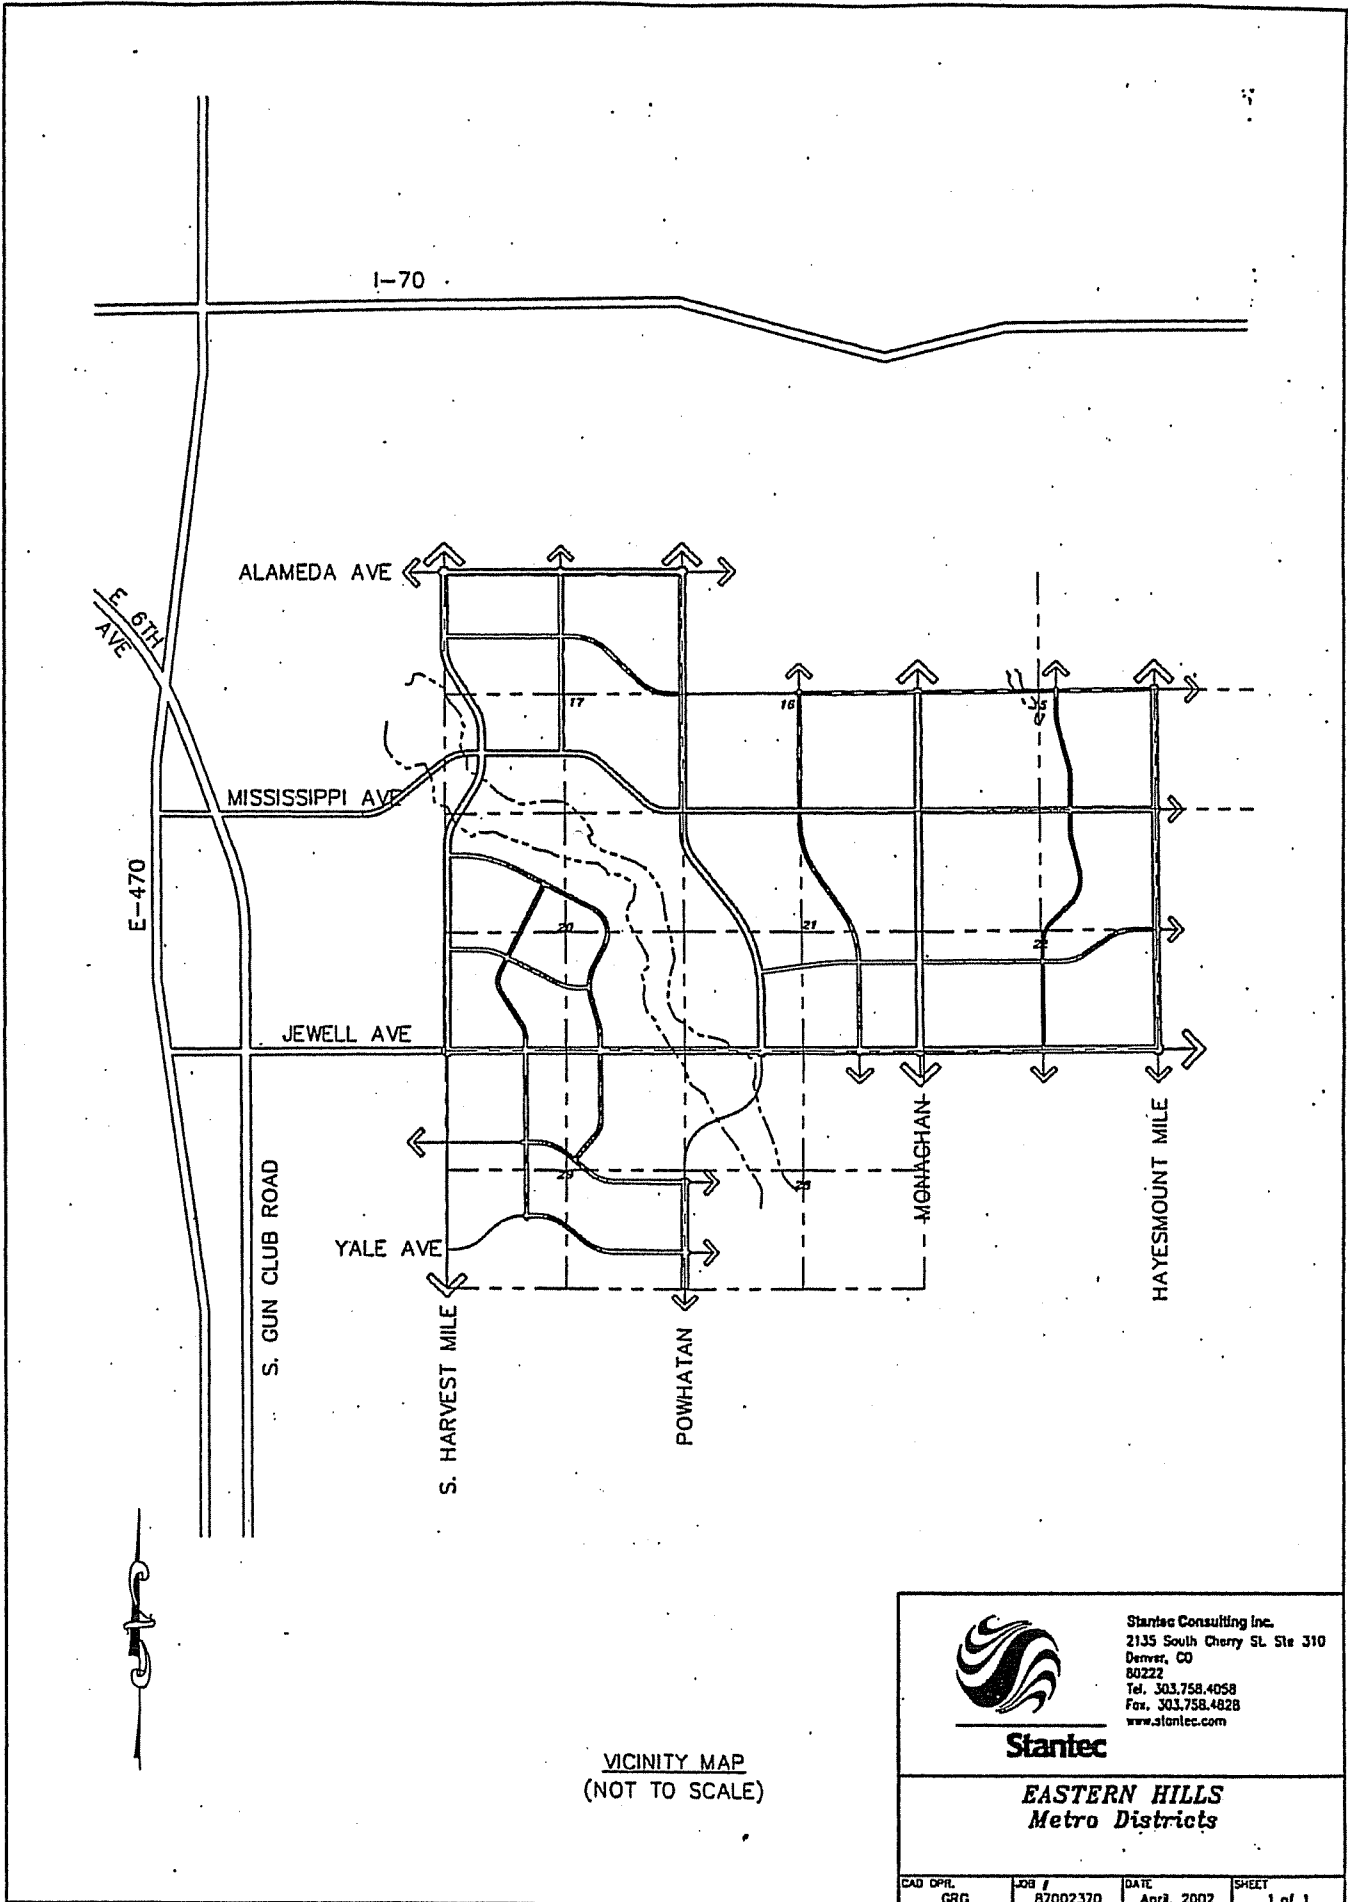 I-70
ALAMEDA AVE
E 6TH
AVE
17
16
15
MISSISSIPPI AVE
E-470
20
21
22
JEWELL AVE
MONACHAN
HAYESMOUNT MILE
S. GUN CLUB ROAD
29
28
YALE AVE
S. HARVEST MILE
POWHATAN
Stantec Consulting Inc.
2135 South Cherry St. Ste 310
Denver, CO
80222
Tel. 303.758.4058
Fax. 303.758.4828
www.stantec.com
Stantec
VICINITY MAP
(NOT TO SCALE)
EASTERN HILLS
Metro Districts
CAD OPR.
GRG
JOB #
87002370
DATE
April, 2002
SHEET
1 of 1